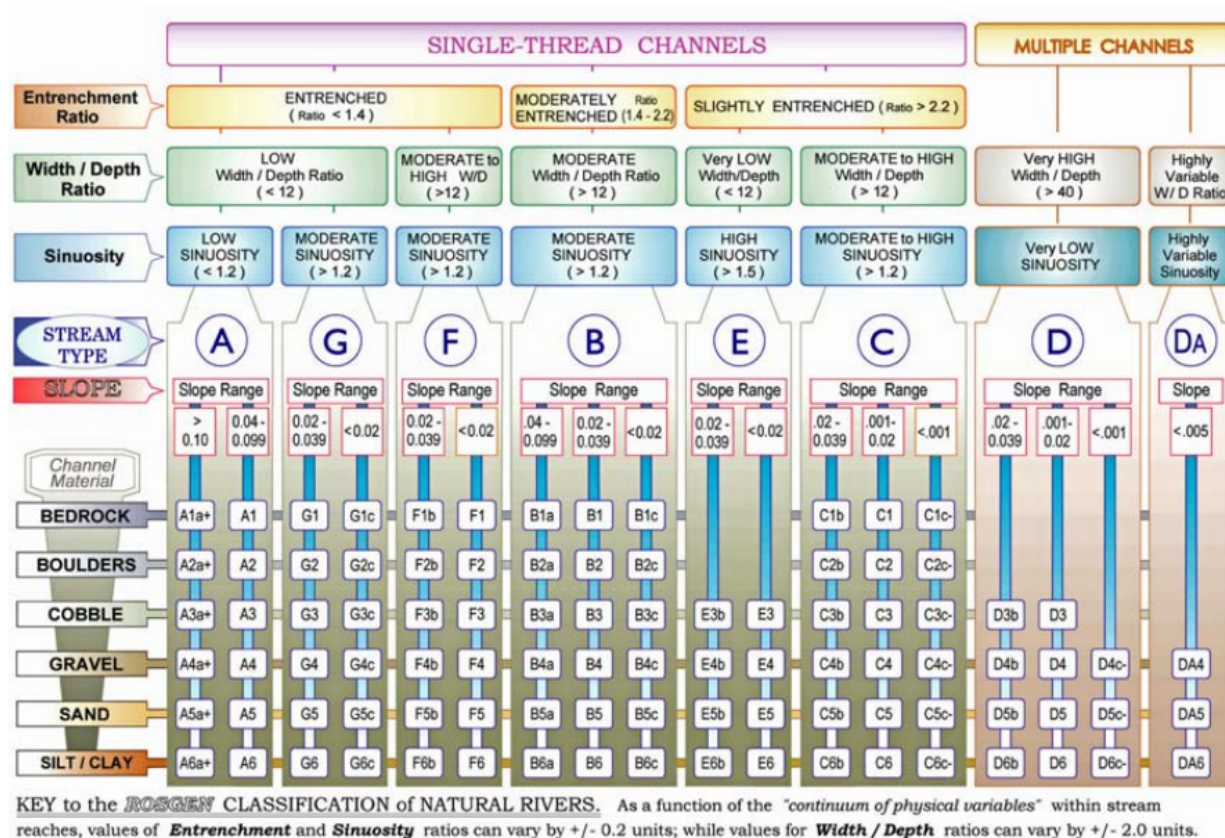 SINGLE-THREAD CHANNELS MULTIPLE CHANNELS
Entrenchment Ratio
ENTRENCHED
( Ratio < 1.4 )
MODERATELY Ratio
ENTRENCHED (1.4 - 2.2)
SLIGHTLY ENTRENCHED ( Ratio > 2.2 )
Width / Depth
Ratio
LOW
Width / Depth Ratio
( < 12 )
MODERATE to
HIGH W/D
( >12 )
MODERATE
Width / Depth Ratio
( > 12 )
Very LOW
Width/Depth
( < 12 )
MODERATE to HIGH
Width / Depth
( > 12 )
Very HIGH
Width / Depth
( > 40 )
Highly
Variable
W/ D Ratio
Sinuosity
LOW
SINUOSITY
( < 1.2 )
MODERATE
SINUOSITY
( > 1.2 )
MODERATE
SINUOSITY
( > 1.2 )
MODERATE
SINUOSITY
( > 1.2 )
HIGH
SINUOSITY
( > 1.5 )
MODERATE to HIGH
SINUOSITY
( > 1.2 )
Very LOW
SINUOSITY
Highly
Variable
Sinuosity
STREAM
TYPE
A G F B E C D DA
SLOPE
Slope Range Slope Range Slope Range Slope Range Slope Range Slope Range Slope Range Slope
> 0.10 0.04 - 0.099 0.02 - 0.039 <0.02 0.02 - 0.039 <0.02 .04 - 0.099 0.02 - 0.039 <0.02 0.02 - 0.039 <0.02 .02 - 0.039 .001- 0.02 <.001 .02 - 0.039 .001- 0.02 <.001 <.005
Channel
Material
BEDROCK A1a+ A1 G1 G1c F1b F1 B1a B1 B1c C1b C1 C1c-
BOULDERS A2a+ A2 G2 G2c F2b F2 B2a B2 B2c C2b C2 C2c-
COBBLE A3a+ A3 G3 G3c F3b F3 B3a B3 B3c E3b E3 C3b C3 C3c- D3b D3
GRAVEL A4a+ A4 G4 G4c F4b F4 B4a B4 B4c E4b E4 C4b C4 C4c- D4b D4 D4c- DA4
SAND A5a+ A5 G5 G5c F5b F5 B5a B5 B5c E5b E5 C5b C5 C5c- D5b D5 D5c- DA5
SILT / CLAY A6a+ A6 G6 G6c F6b F6 B6a B6 B6c E6b E6 C6b C6 C6c- D6b D6 D6c- DA6
KEY to the ROSGEN CLASSIFICATION of NATURAL RIVERS. As a function of the "continuum of physical variables" within stream
reaches, values of Entrenchment and Sinuosity ratios can vary by +/- 0.2 units; while values for Width / Depth ratios can vary by +/- 2.0 units.